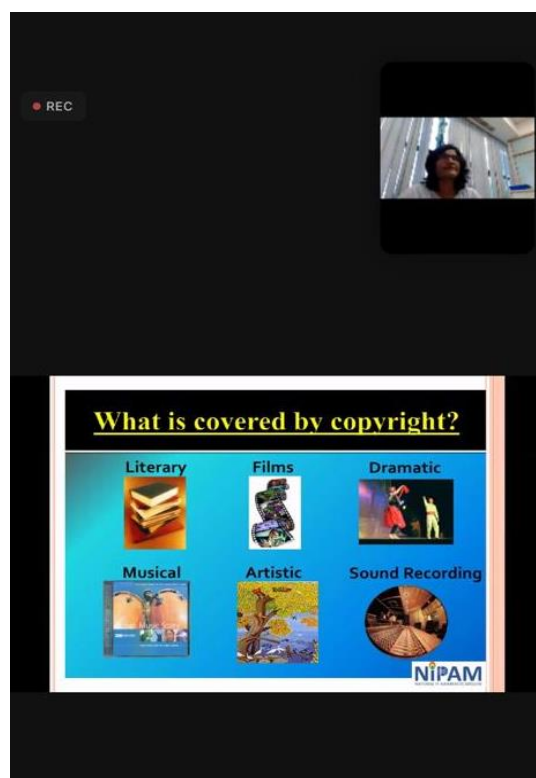 REC
What is covered by copyright?
Literary Films Dramatic
Musical Artistic Sound Recording
NiPAM